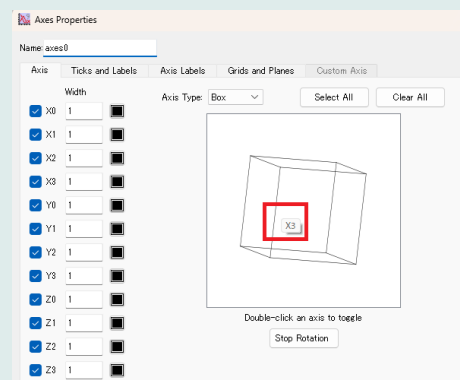 Axes Properties
Name: axes0
Axis Ticks and Labels Axis Labels Grids and Planes Custom Axis
Width Axis Type: Box Select All Clear All
X0 1
X1 1
X2 1
X3 1
Y0 1
X3
Y1 1
Y2 1
Y3 1
Z0 1
Z1 1 Double-click an axis to toggle
Z2 1 Stop Rotation
Z3 1